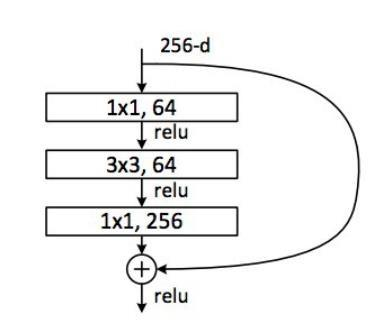 256-d
1x1, 64
relu
3x3, 64
relu
1x1, 256
+
relu